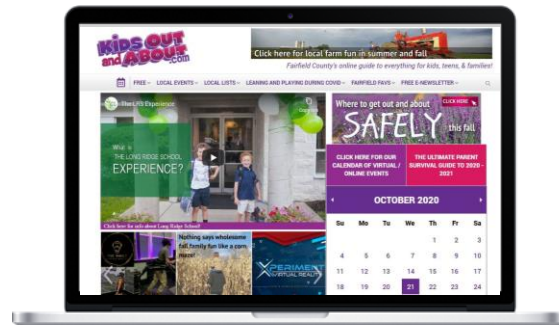 KiDS OUT
and ABOUT
.com
Click here for local farm fun in summer and fall
Fairfield County's online guide to everything for kids, teens, & families!
FREE
LOCAL EVENTS
LOCAL LISTS
LEANING AND PLAYING DURING COVID
FAIRFIELD FAVS
FREE E-NEWSLETTER
The LRS Experience
What is
THE LONG RIDGE SCHOOL
EXPERIENCE?
Click here for info about Long Ridge School!
Where to get out and about
CLICK HERE
SAFELY
this fall
CLICK HERE FOR OUR
CALENDAR OF VIRTUAL /
ONLINE EVENTS
THE ULTIMATE PARENT
SURVIVAL GUIDE TO 2020 -
2021
OCTOBER 2020
Su Mo Tu We Th Fr Sa
1 2 3
4 5 6 7 8 9 10
11 12 13 14 15 16 17
18 19 20 21 22 23 24
Nothing says wholesome
fall family fun like a corn
maze!
XPERIMENT
VIRTUAL REALITY